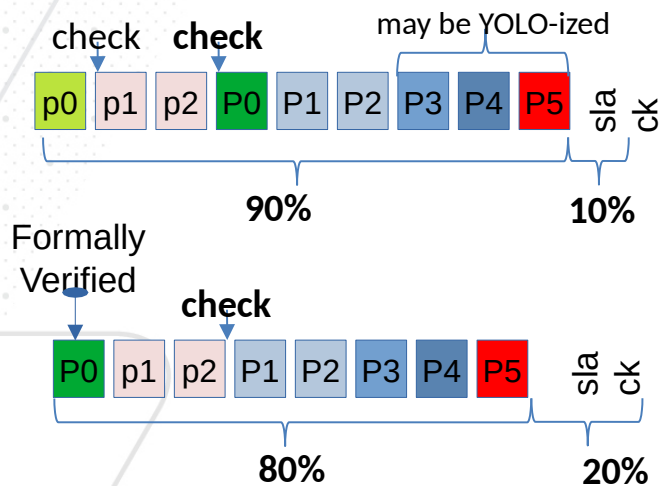 check check may be YOLO-ized
p0 p1 p2 P0 P1 P2 P3 P4 P5 sla
ck
90% 10%
Formally
Verified
check
P0 p1 p2 P1 P2 P3 P4 P5 sla
ck
80% 20%